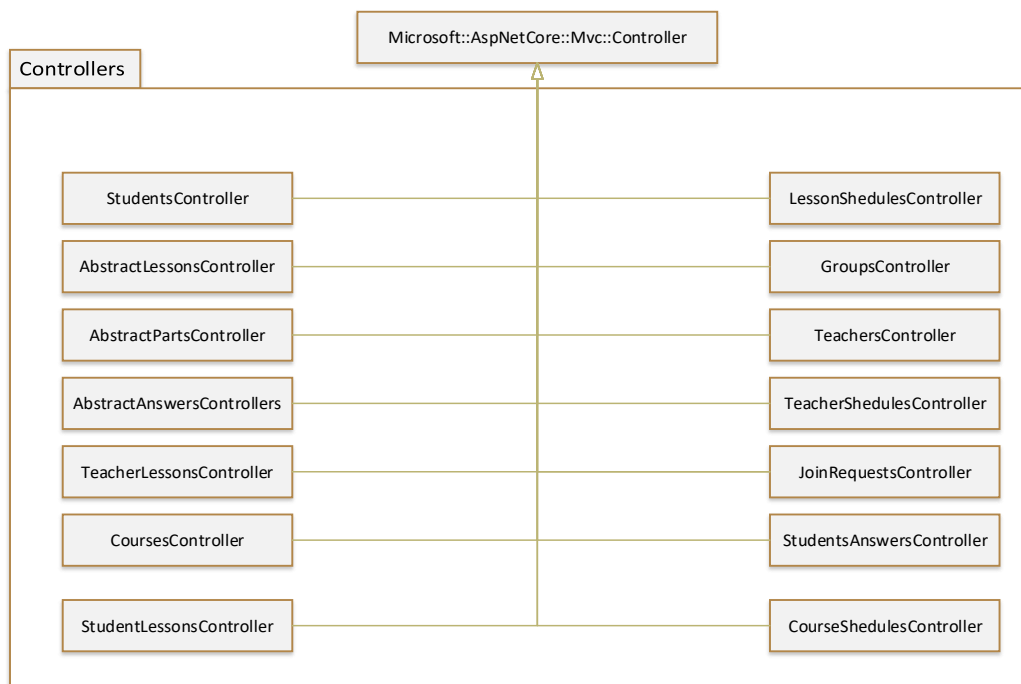 Microsoft::AspNetCore::Mvc::Controller
Controllers
StudentsController
LessonShedulesController
AbstractLessonsController
GroupsController
AbstractPartsController
TeachersController
AbstractAnswersControllers
TeacherShedulesController
TeacherLessonsController
JoinRequestsController
CoursesController
StudentsAnswersController
StudentLessonsController
CourseShedulesController